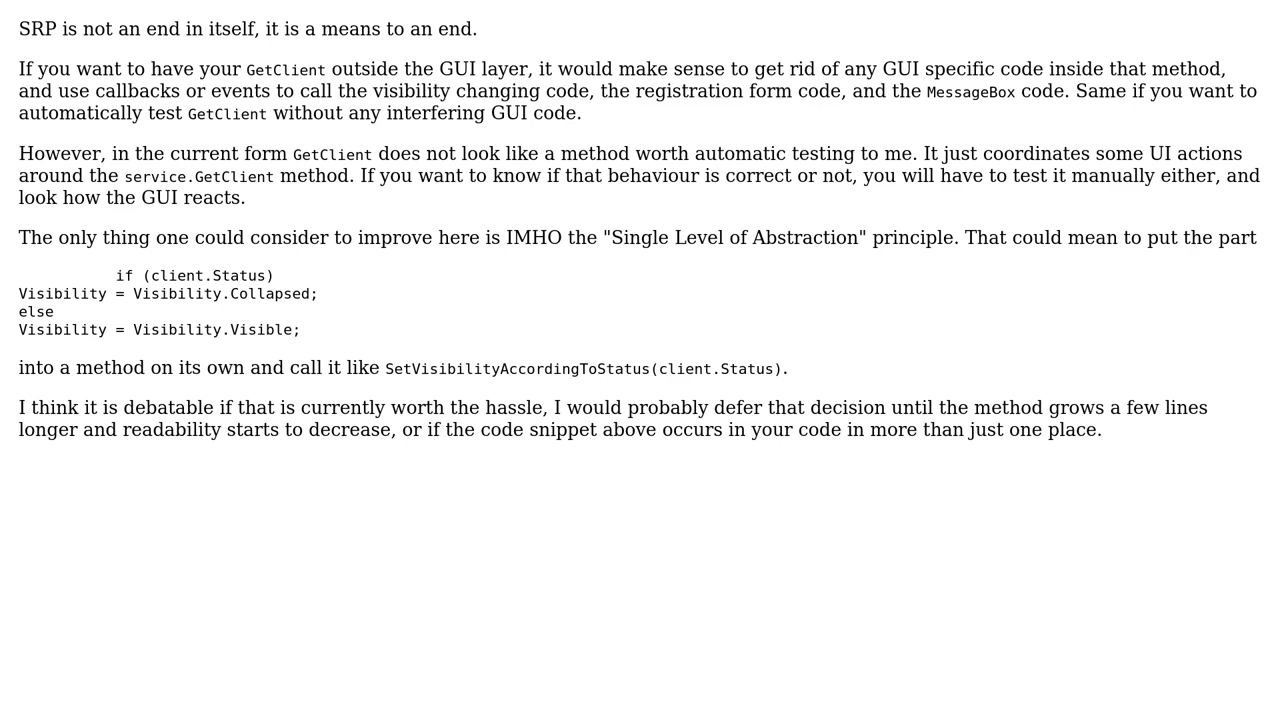 SRP is not an end in itself, it is a means to an end.
If you want to have your GetClient outside the GUI layer, it would make sense to get rid of any GUI specific code inside that method,
and use callbacks or events to call the visibility changing code, the registration form code, and the MessageBox code. Same if you want to
automatically test GetClient without any interfering GUI code.
However, in the current form GetClient does not look like a method worth automatic testing to me. It just coordinates some UI actions
around the service.GetClient method. If you want to know if that behaviour is correct or not, you will have to test it manually either, and
look how the GUI reacts.
The only thing one could consider to improve here is IMHO the "Single Level of Abstraction" principle. That could mean to put the part
if (client.Status)
Visibility = Visibility.Collapsed;
else
Visibility = Visibility.Visible;
into a method on its own and call it like SetVisibilityAccordingToStatus(client.Status).
I think it is debatable if that is currently worth the hassle, I would probably defer that decision until the method grows a few lines
longer and readability starts to decrease, or if the code snippet above occurs in your code in more than just one place.